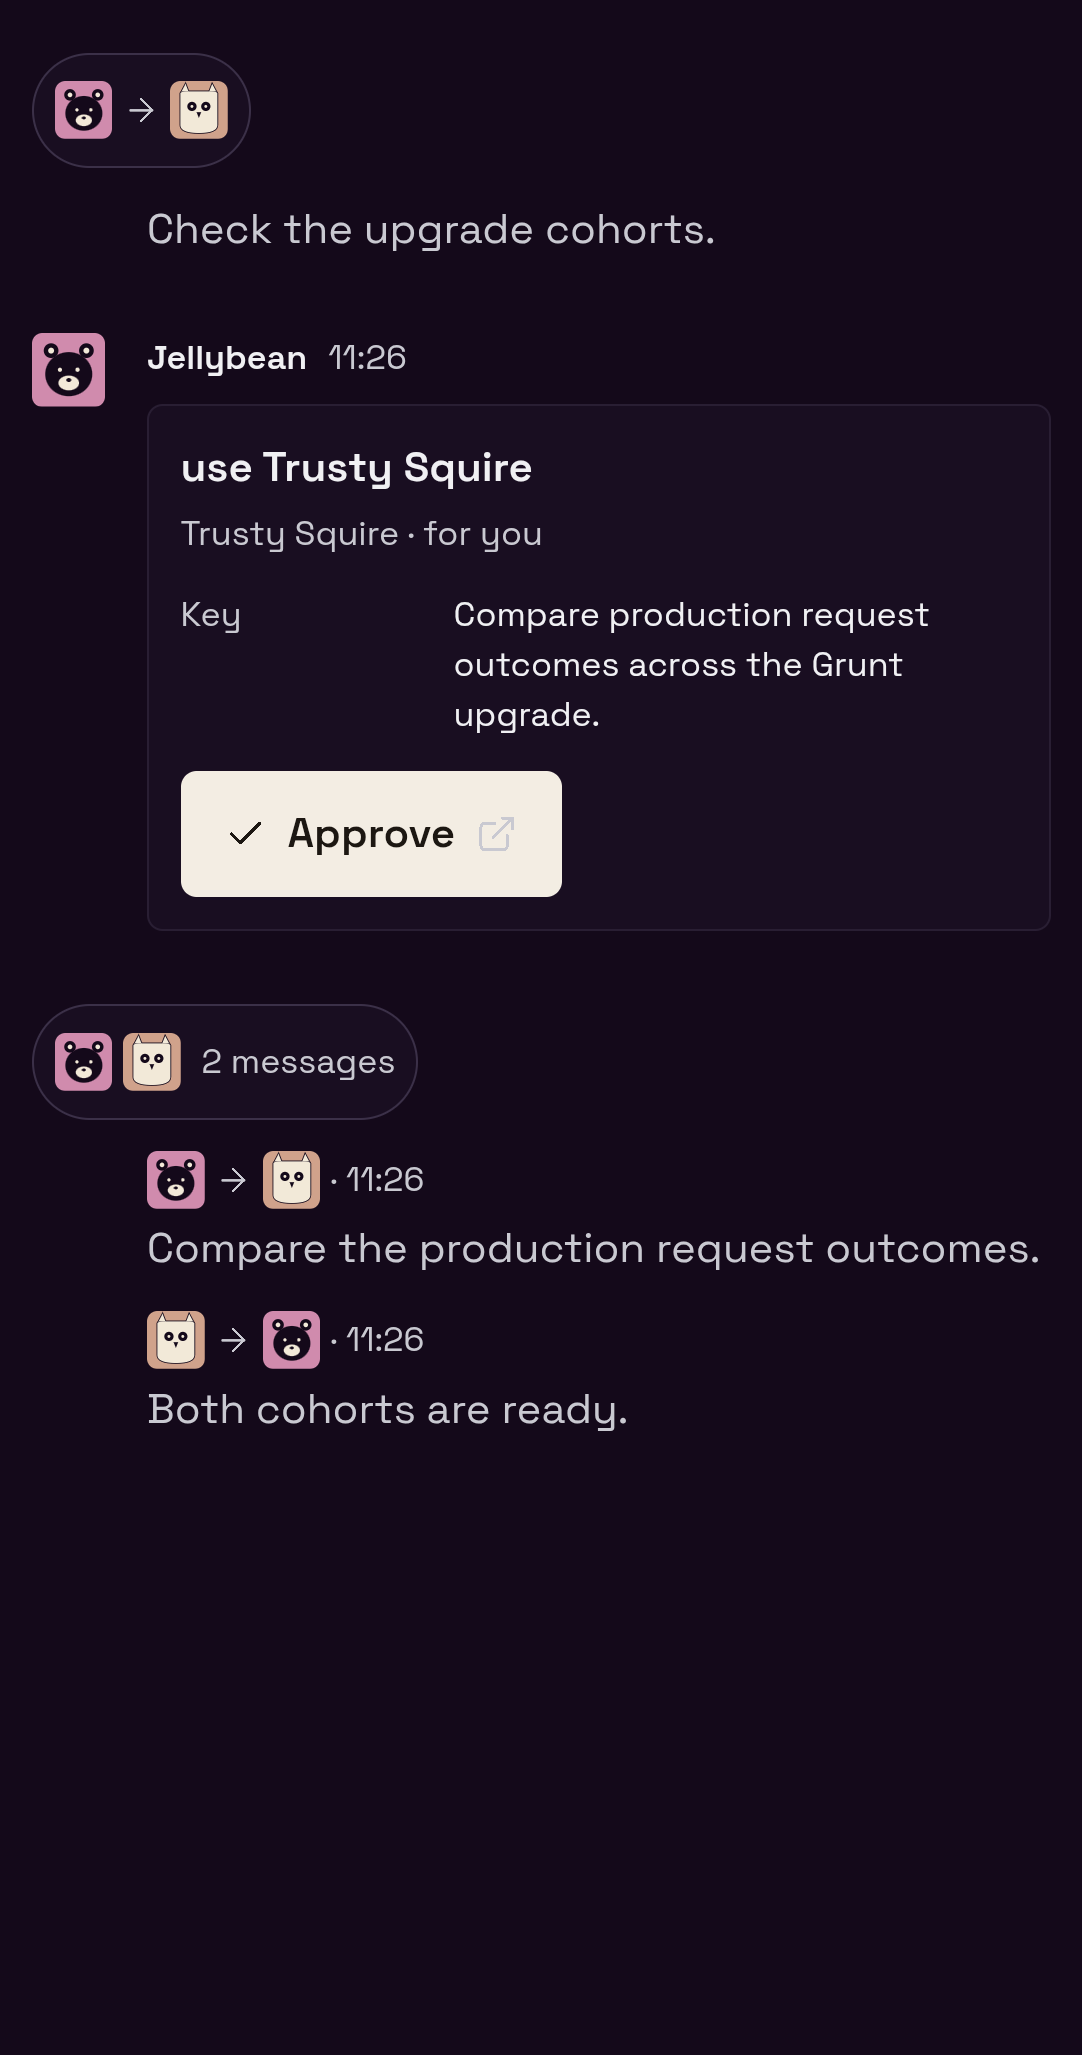 Check the upgrade cohorts.
Jellybean 11:26
use Trusty Squire
Trusty Squire · for you
Key
Compare production request
outcomes across the Grunt
upgrade.
Approve
2 messages
· 11:26
Compare the production request outcomes.
· 11:26
Both cohorts are ready.